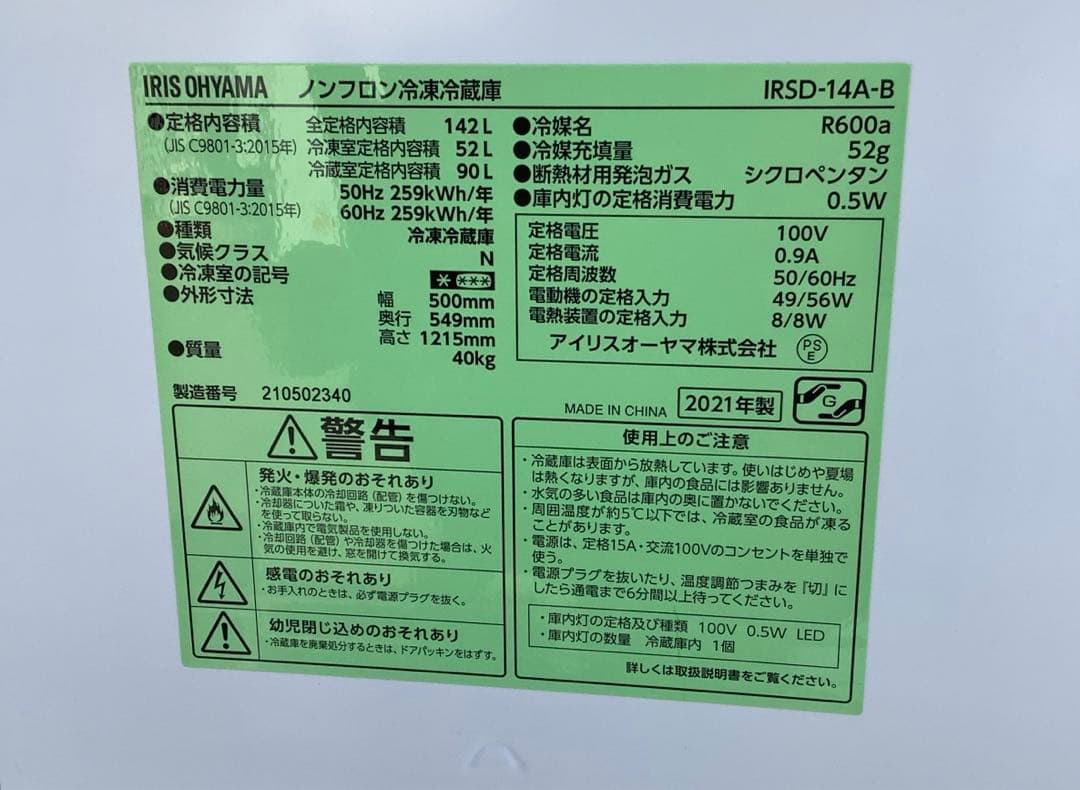 IRIS OHYAMA ノンフロン冷凍冷蔵庫 IRSD-14A-B
●定格内容積 全定格内容積 142L
(JIS C9801-3:2015年) 冷凍室定格内容積 52L
冷蔵室定格内容積 90L
●消費電力量 50Hz 259kWh/年
(JIS C9801-3:2015年) 60Hz 259kWh/年
●種類 冷凍冷蔵庫
●気候クラス N
●冷凍室の記号 * ***
●外形寸法 幅 500mm
奥行 549mm
高さ 1215mm
●質量 40kg
製造番号 210502340
●冷媒名 R600a
●冷媒充填量 52g
●断熱材用発泡ガス シクロペンタン
●庫内灯の定格消費電力 0.5W
定格電圧 100V
定格電流 0.9A
定格周波数 50/60Hz
電動機の定格入力 49/56W
電熱装置の定格入力 8/8W
アイリスオーヤマ株式会社 PSE
MADE IN CHINA 2021年製 G
警告
発火・爆発のおそれあり
・冷蔵庫本体の冷却回路(配管)を傷つけない。
・冷却器についた霜や、凍りついた容器を刃物など
を使って取らない。
・冷蔵庫内で電気製品を使用しない。
・冷却回路(配管)や冷却器を傷つけた場合は、火
気の使用を避け、窓を開けて換気する。
感電のおそれあり
・お手入れのときは、必ず電源プラグを抜く。
幼児閉じ込めのおそれあり
・冷蔵庫を廃棄処分するときは、ドアパッキンをはずす。
使用上のご注意
・冷蔵庫は表面から放熱しています。使いはじめや夏場
は熱くなりますが、庫内の食品には影響ありません。
・水気の多い食品は庫内の奥に置かないでください。
・周囲温度が約5℃以下では、冷蔵室の食品が凍る
ことがあります。
・電源は、定格15A・交流100Vのコンセントを単独で
使う。
・電源プラグを抜いたり、温度調節つまみを『切』に
したら通電まで6分間以上待ってください。
・庫内灯の定格及び種類 100V 0.5W LED
・庫内灯の数量 冷蔵庫内 1個
詳しくは取扱説明書をご覧ください。